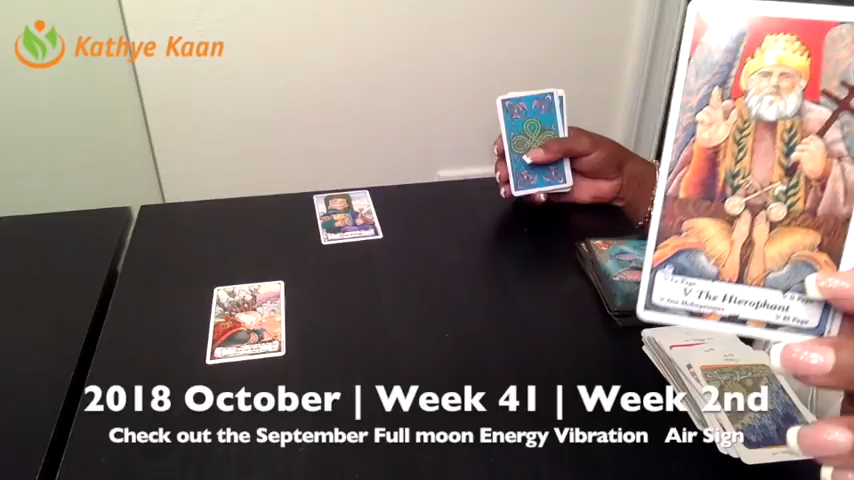 Kathye Kaan
V The Hierophant
2018 October | Week 41 | Week 2nd
Check out the September Full moon Energy Vibration Air Sign